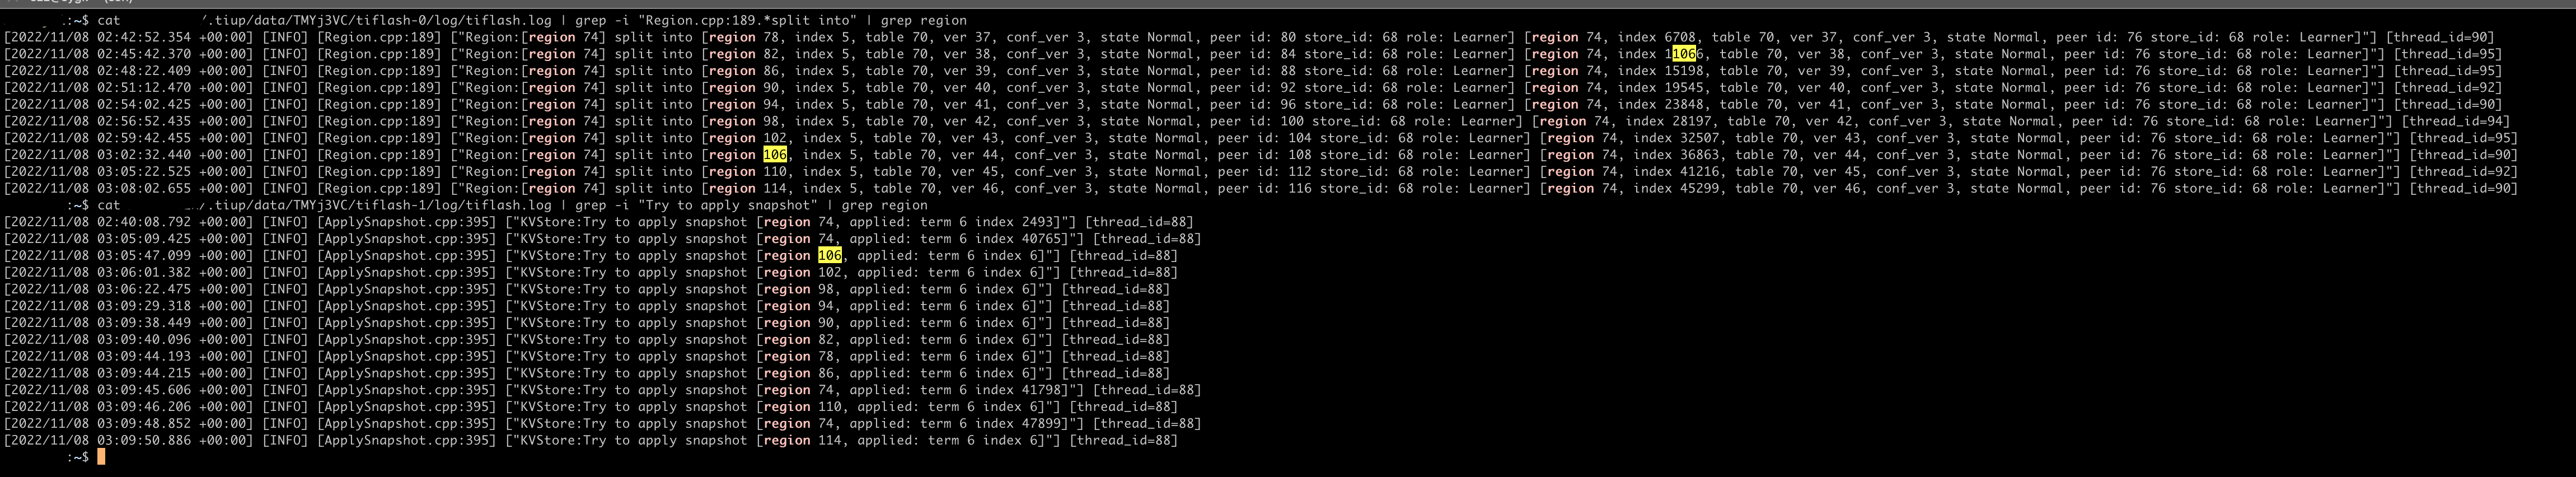 :~$ cat /.tiup/data/TMYj3VC/tiflash-0/log/tiflash.log | grep -i "Region.cpp:189.*split into" | grep region
[2022/11/08 02:42:52.354 +00:00] [INFO] [Region.cpp:189] ["Region:[region 74] split into [region 78, index 5, table 70, ver 37, conf_ver 3, state Normal, peer id: 80 store_id: 68 role: Learner] [region 74, index 6708, table 70, ver 37, conf_ver 3, state Normal, peer id: 76 store_id: 68 role: Learner]"] [thread_id=90]
[2022/11/08 02:45:42.370 +00:00] [INFO] [Region.cpp:189] ["Region:[region 74] split into [region 82, index 5, table 70, ver 38, conf_ver 3, state Normal, peer id: 84 store_id: 68 role: Learner] [region 74, index 11066, table 70, ver 38, conf_ver 3, state Normal, peer id: 76 store_id: 68 role: Learner]"] [thread_id=95]
[2022/11/08 02:48:22.409 +00:00] [INFO] [Region.cpp:189] ["Region:[region 74] split into [region 86, index 5, table 70, ver 39, conf_ver 3, state Normal, peer id: 88 store_id: 68 role: Learner] [region 74, index 15198, table 70, ver 39, conf_ver 3, state Normal, peer id: 76 store_id: 68 role: Learner]"] [thread_id=95]
[2022/11/08 02:51:12.470 +00:00] [INFO] [Region.cpp:189] ["Region:[region 74] split into [region 90, index 5, table 70, ver 40, conf_ver 3, state Normal, peer id: 92 store_id: 68 role: Learner] [region 74, index 19545, table 70, ver 40, conf_ver 3, state Normal, peer id: 76 store_id: 68 role: Learner]"] [thread_id=92]
[2022/11/08 02:54:02.425 +00:00] [INFO] [Region.cpp:189] ["Region:[region 74] split into [region 94, index 5, table 70, ver 41, conf_ver 3, state Normal, peer id: 96 store_id: 68 role: Learner] [region 74, index 23848, table 70, ver 41, conf_ver 3, state Normal, peer id: 76 store_id: 68 role: Learner]"] [thread_id=90]
[2022/11/08 02:56:52.435 +00:00] [INFO] [Region.cpp:189] ["Region:[region 74] split into [region 98, index 5, table 70, ver 42, conf_ver 3, state Normal, peer id: 100 store_id: 68 role: Learner] [region 74, index 28197, table 70, ver 42, conf_ver 3, state Normal, peer id: 76 store_id: 68 role: Learner]"] [thread_id=94]
[2022/11/08 02:59:42.455 +00:00] [INFO] [Region.cpp:189] ["Region:[region 74] split into [region 102, index 5, table 70, ver 43, conf_ver 3, state Normal, peer id: 104 store_id: 68 role: Learner] [region 74, index 32507, table 70, ver 43, conf_ver 3, state Normal, peer id: 76 store_id: 68 role: Learner]"] [thread_id=95]
[2022/11/08 03:02:32.440 +00:00] [INFO] [Region.cpp:189] ["Region:[region 74] split into [region 106, index 5, table 70, ver 44, conf_ver 3, state Normal, peer id: 108 store_id: 68 role: Learner] [region 74, index 36863, table 70, ver 44, conf_ver 3, state Normal, peer id: 76 store_id: 68 role: Learner]"] [thread_id=90]
[2022/11/08 03:05:22.525 +00:00] [INFO] [Region.cpp:189] ["Region:[region 74] split into [region 110, index 5, table 70, ver 45, conf_ver 3, state Normal, peer id: 112 store_id: 68 role: Learner] [region 74, index 41216, table 70, ver 45, conf_ver 3, state Normal, peer id: 76 store_id: 68 role: Learner]"] [thread_id=92]
[2022/11/08 03:08:02.655 +00:00] [INFO] [Region.cpp:189] ["Region:[region 74] split into [region 114, index 5, table 70, ver 46, conf_ver 3, state Normal, peer id: 116 store_id: 68 role: Learner] [region 74, index 45299, table 70, ver 46, conf_ver 3, state Normal, peer id: 76 store_id: 68 role: Learner]"] [thread_id=90]
:~$ cat /.tiup/data/TMYj3VC/tiflash-1/log/tiflash.log | grep -i "Try to apply snapshot" | grep region
[2022/11/08 02:40:08.792 +00:00] [INFO] [ApplySnapshot.cpp:395] ["KVStore:Try to apply snapshot [region 74, applied: term 6 index 2493]"] [thread_id=88]
[2022/11/08 03:05:09.425 +00:00] [INFO] [ApplySnapshot.cpp:395] ["KVStore:Try to apply snapshot [region 74, applied: term 6 index 40765]"] [thread_id=88]
[2022/11/08 03:05:47.099 +00:00] [INFO] [ApplySnapshot.cpp:395] ["KVStore:Try to apply snapshot [region 106, applied: term 6 index 6]"] [thread_id=88]
[2022/11/08 03:06:01.382 +00:00] [INFO] [ApplySnapshot.cpp:395] ["KVStore:Try to apply snapshot [region 102, applied: term 6 index 6]"] [thread_id=88]
[2022/11/08 03:06:22.475 +00:00] [INFO] [ApplySnapshot.cpp:395] ["KVStore:Try to apply snapshot [region 98, applied: term 6 index 6]"] [thread_id=88]
[2022/11/08 03:09:29.318 +00:00] [INFO] [ApplySnapshot.cpp:395] ["KVStore:Try to apply snapshot [region 94, applied: term 6 index 6]"] [thread_id=88]
[2022/11/08 03:09:38.449 +00:00] [INFO] [ApplySnapshot.cpp:395] ["KVStore:Try to apply snapshot [region 90, applied: term 6 index 6]"] [thread_id=88]
[2022/11/08 03:09:40.096 +00:00] [INFO] [ApplySnapshot.cpp:395] ["KVStore:Try to apply snapshot [region 82, applied: term 6 index 6]"] [thread_id=88]
[2022/11/08 03:09:44.193 +00:00] [INFO] [ApplySnapshot.cpp:395] ["KVStore:Try to apply snapshot [region 78, applied: term 6 index 6]"] [thread_id=88]
[2022/11/08 03:09:44.215 +00:00] [INFO] [ApplySnapshot.cpp:395] ["KVStore:Try to apply snapshot [region 86, applied: term 6 index 6]"] [thread_id=88]
[2022/11/08 03:09:45.606 +00:00] [INFO] [ApplySnapshot.cpp:395] ["KVStore:Try to apply snapshot [region 74, applied: term 6 index 41798]"] [thread_id=88]
[2022/11/08 03:09:46.206 +00:00] [INFO] [ApplySnapshot.cpp:395] ["KVStore:Try to apply snapshot [region 110, applied: term 6 index 6]"] [thread_id=88]
[2022/11/08 03:09:48.852 +00:00] [INFO] [ApplySnapshot.cpp:395] ["KVStore:Try to apply snapshot [region 74, applied: term 6 index 47899]"] [thread_id=88]
[2022/11/08 03:09:50.886 +00:00] [INFO] [ApplySnapshot.cpp:395] ["KVStore:Try to apply snapshot [region 114, applied: term 6 index 6]"] [thread_id=88]
:~$